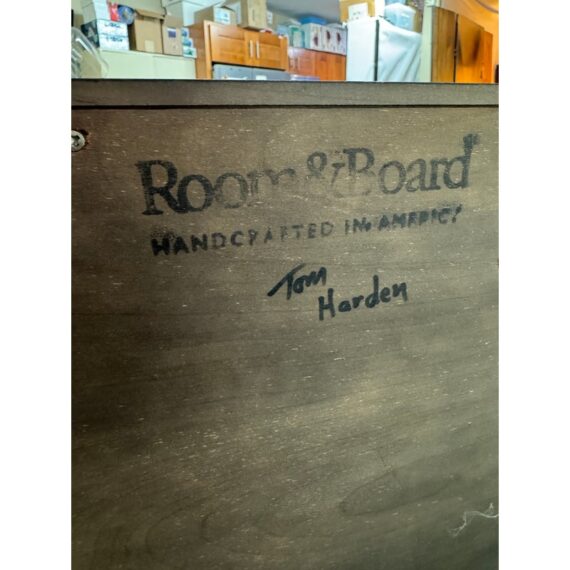 Room&Board
HANDCRAFTED IN AMERICA
Tom
Harden